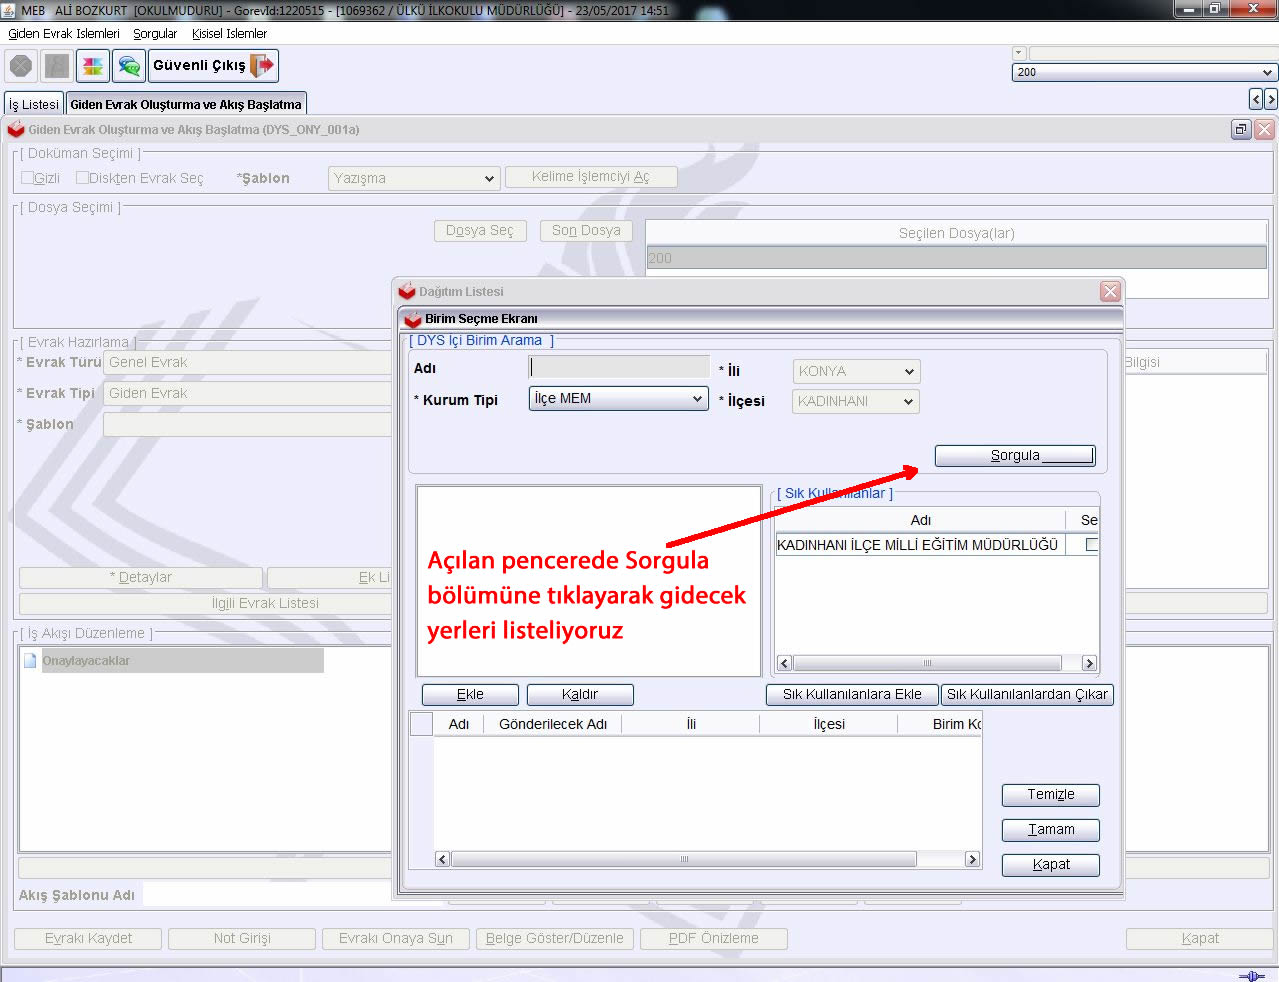 MEB ALİ BOZKURT [OKULMUDURU] - GorevId:1220515 - [1069362 / ÜLKÜ İLKOKULU MÜDÜRLÜĞÜ] - 23/05/2017 14:51
Giden Evrak Islemleri Sorgular Kisisel Islemler
Güvenli Çıkış
200
İş Listesi Giden Evrak Oluşturma ve Akış Başlatma
Giden Evrak Oluşturma ve Akış Başlatma (DYS_ONY_001a)
[ Doküman Seçimi ]
Gizli Diskten Evrak Seç *Şablon Yazışma Kelime İşlemciyi Aç
[ Dosya Seçimi ]
Dosya Seç Son Dosya Seçilen Dosya(lar)
200
Dağıtım Listesi
Birim Seçme Ekranı
[ DYS İçi Birim Arama ]
Adı * İli KONYA
* Kurum Tipi İlçe MEM * İlçesi KADINHANI
Sorgula
[ Sık Kullanılanlar ]
Adı Se
KADINHANI İLÇE MİLLİ EĞİTİM MÜDÜRLÜĞÜ
Açılan pencerede Sorgula
bölümüne tıklayarak gidecek
yerleri listeliyoruz
Ekle Kaldır Sık Kullanılanlara Ekle Sık Kullanılanlardan Çıkar
Adı Gönderilecek Adı İli İlçesi Birim Ko
Temizle
Tamam
Kapat
[ Evrak Hazırlama ]
* Evrak Türü Genel Evrak Bilgisi
* Evrak Tipi Giden Evrak
* Şablon
* Detaylar Ek Li
İlgili Evrak Listesi
[ İş Akışı Düzenleme ]
Onaylayacaklar
Akış Şablonu Adı
Evrakı Kaydet Not Girişi Evrakı Onaya Sun Belge Göster/Düzenle PDF Önizleme Kapat